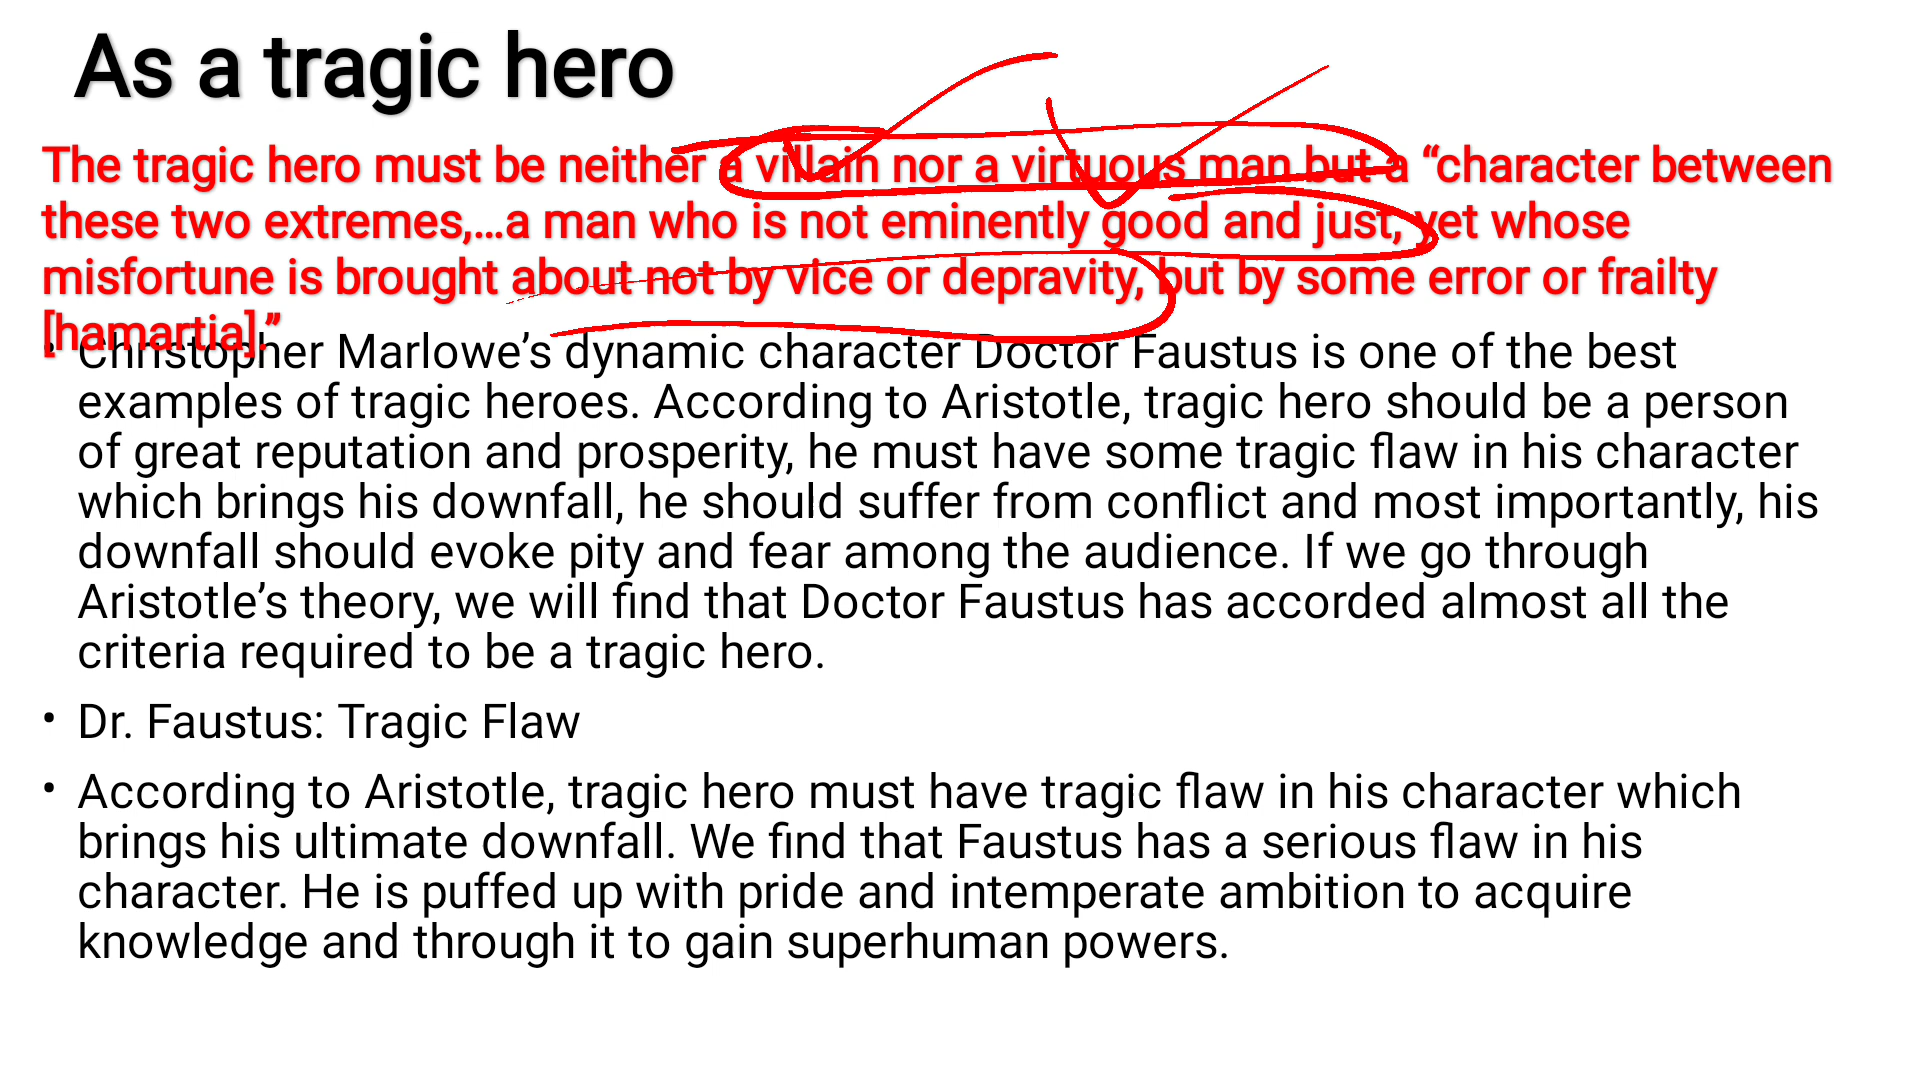 As a tragic hero
The tragic hero must be neither a villain nor a virtuous man but a “character between
these two extremes,…a man who is not eminently good and just, yet whose
misfortune is brought about not by vice or depravity, but by some error or frailty
[hamartia].”
• Christopher Marlowe’s dynamic character Doctor Faustus is one of the best
examples of tragic heroes. According to Aristotle, tragic hero should be a person
of great reputation and prosperity, he must have some tragic flaw in his character
which brings his downfall, he should suffer from conflict and most importantly, his
downfall should evoke pity and fear among the audience. If we go through
Aristotle’s theory, we will find that Doctor Faustus has accorded almost all the
criteria required to be a tragic hero.
• Dr. Faustus: Tragic Flaw
• According to Aristotle, tragic hero must have tragic flaw in his character which
brings his ultimate downfall. We find that Faustus has a serious flaw in his
character. He is puffed up with pride and intemperate ambition to acquire
knowledge and through it to gain superhuman powers.